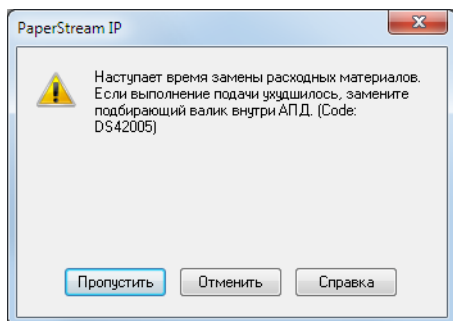 PaperStream IP
Наступает время замены расходных материалов.
Если выполнение подачи ухудшилось, замените
подбирающий валик внутри АПД. (Code:
DS42005)
Пропустить Отменить Справка